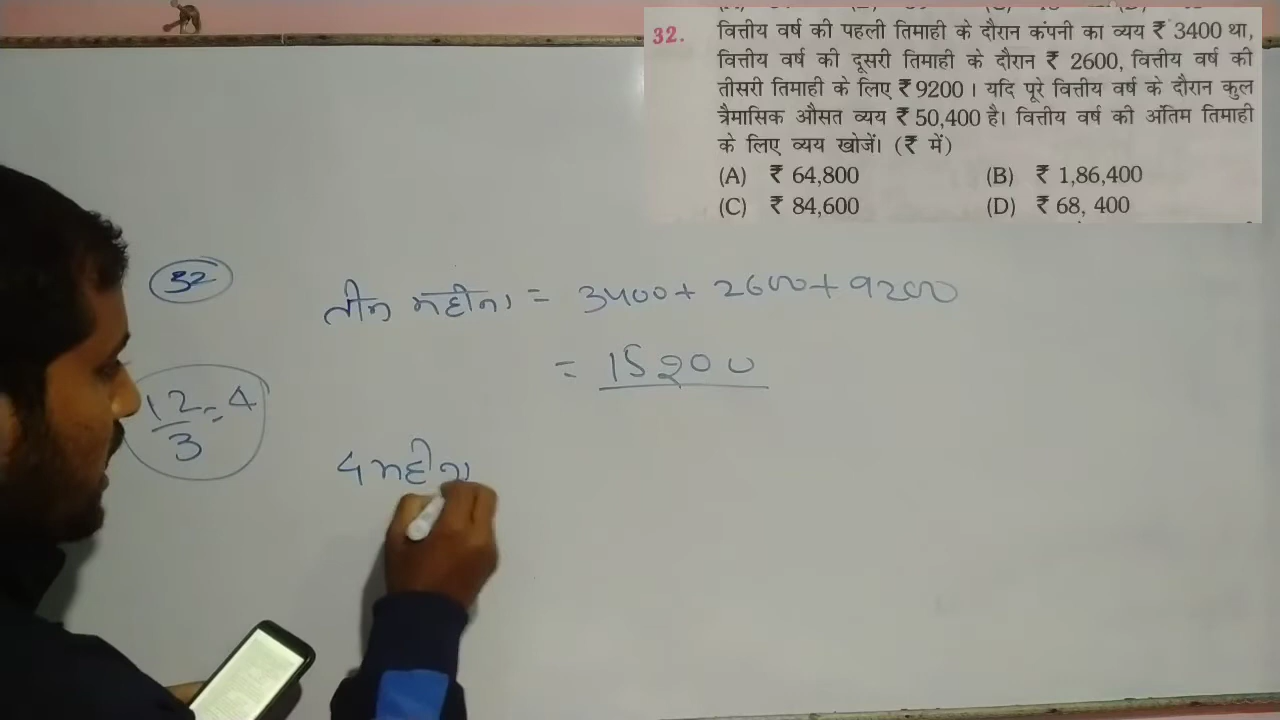 32. वित्तीय वर्ष की पहली तिमाही के दौरान कंपनी का व्यय ₹ 3400 था,
वित्तीय वर्ष की दूसरी तिमाही के दौरान ₹ 2600, वित्तीय वर्ष की
तीसरी तिमाही के लिए ₹ 9200 । यदि पूरे वित्तीय वर्ष के दौरान कुल
त्रैमासिक औसत व्यय ₹ 50,400 है। वित्तीय वर्ष की अंतिम तिमाही
के लिए व्यय खोजें। (₹ में)
(A) ₹ 64,800 (B) ₹ 1,86,400
(C) ₹ 84,600 (D) ₹ 68, 400
32
तीन महीना = 3400 + 2600 + 9200
= 15200
12/3 = 4
4 महीना